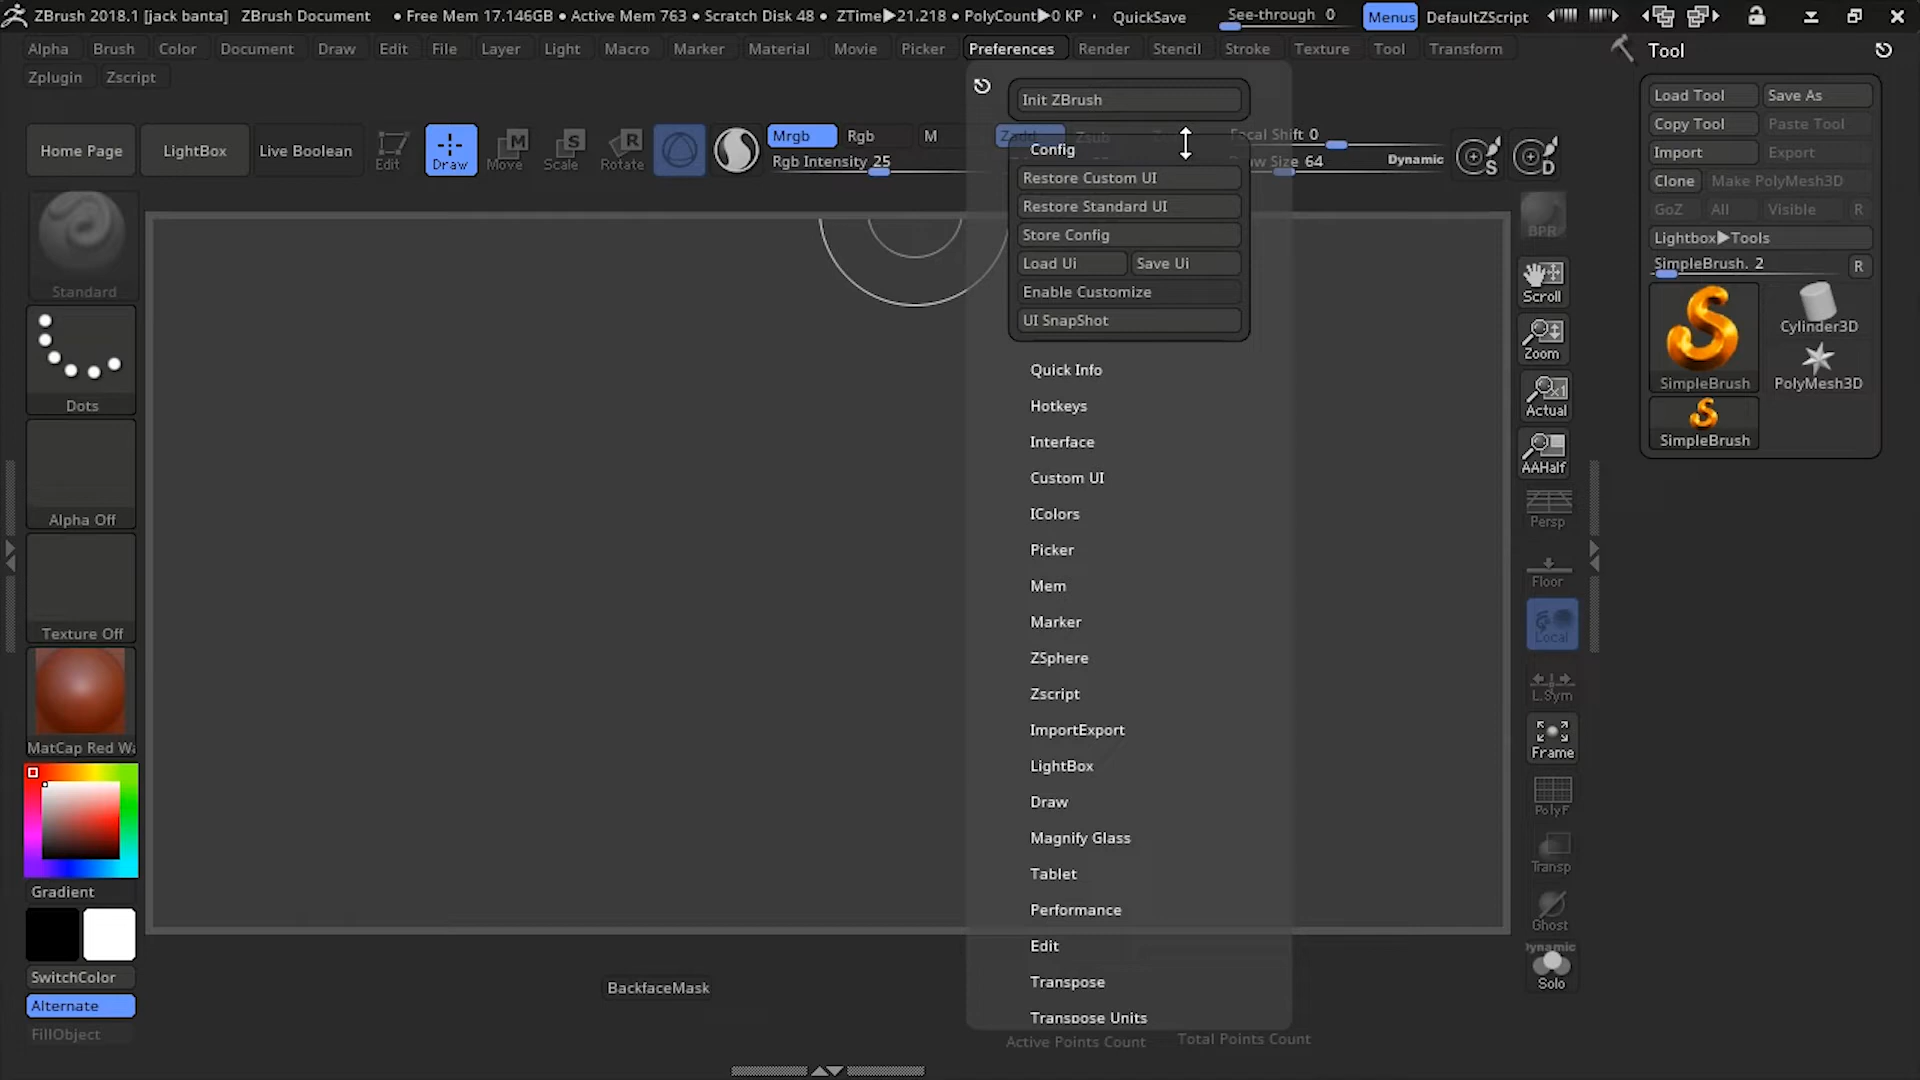 ZBrush 2018.1 [jack banta] ZBrush Document • Free Mem 17.146GB • Active Mem 763 • Scratch Disk 48 • ZTime▶21.218 • PolyCount▶0 KP QuickSave See-through 0 Menus DefaultZScript
Alpha Brush Color Document Draw Edit File Layer Light Macro Marker Material Movie Picker Preferences Render Stencil Stroke Texture Tool Transform
Zplugin Zscript
Home Page LightBox Live Boolean Edit Draw Move Scale Rotate
M S R
Mrgb Rgb M
Rgb Intensity 25
Zadd Zsub
Focal Shift 0
Draw Size 64 Dynamic
S D
Standard
Dots
Alpha Off
Texture Off
MatCap Red Wa
Gradient
SwitchColor
Alternate
FillObject
Init ZBrush
Config
Restore Custom UI
Restore Standard UI
Store Config
Load Ui Save Ui
Enable Customize
UI SnapShot
Quick Info
Hotkeys
Interface
Custom UI
IColors
Picker
Mem
Marker
ZSphere
Zscript
ImportExport
LightBox
Draw
Magnify Glass
Tablet
Performance
Edit
Transpose
Transpose Units
BackfaceMask
Active Points Count Total Points Count
BPR
Scroll
Zoom
Actual
AAHalf
Persp
Floor
Local
L.Sym
Frame
PolyF
Transp
Ghost
Dynamic
Solo
Tool
Load Tool Save As
Copy Tool Paste Tool
Import Export
Clone Make PolyMesh3D
GoZ All Visible R
Lightbox▶Tools
SimpleBrush. 2 R
SimpleBrush
Cylinder3D
PolyMesh3D
SimpleBrush